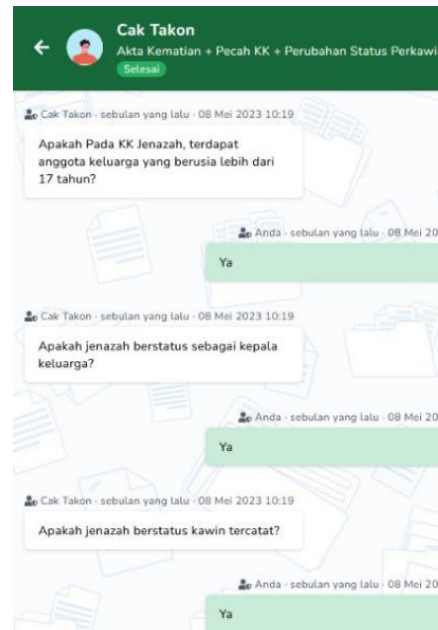 Cak Takon
Akta Kematian + Pecah KK + Perubahan Status Perkawi
Selesai
Cak Takon · sebulan yang lalu · 08 Mei 2023 10:19
Apakah Pada KK Jenazah, terdapat
anggota keluarga yang berusia lebih dari
17 tahun?
Anda · sebulan yang lalu · 08 Mei 20
Ya
Cak Takon · sebulan yang lalu · 08 Mei 2023 10:19
Apakah jenazah berstatus sebagai kepala
keluarga?
Anda · sebulan yang lalu · 08 Mei 20
Ya
Cak Takon · sebulan yang lalu · 08 Mei 2023 10:19
Apakah jenazah berstatus kawin tercatat?
Anda · sebulan yang lalu · 08 Mei 20
Ya